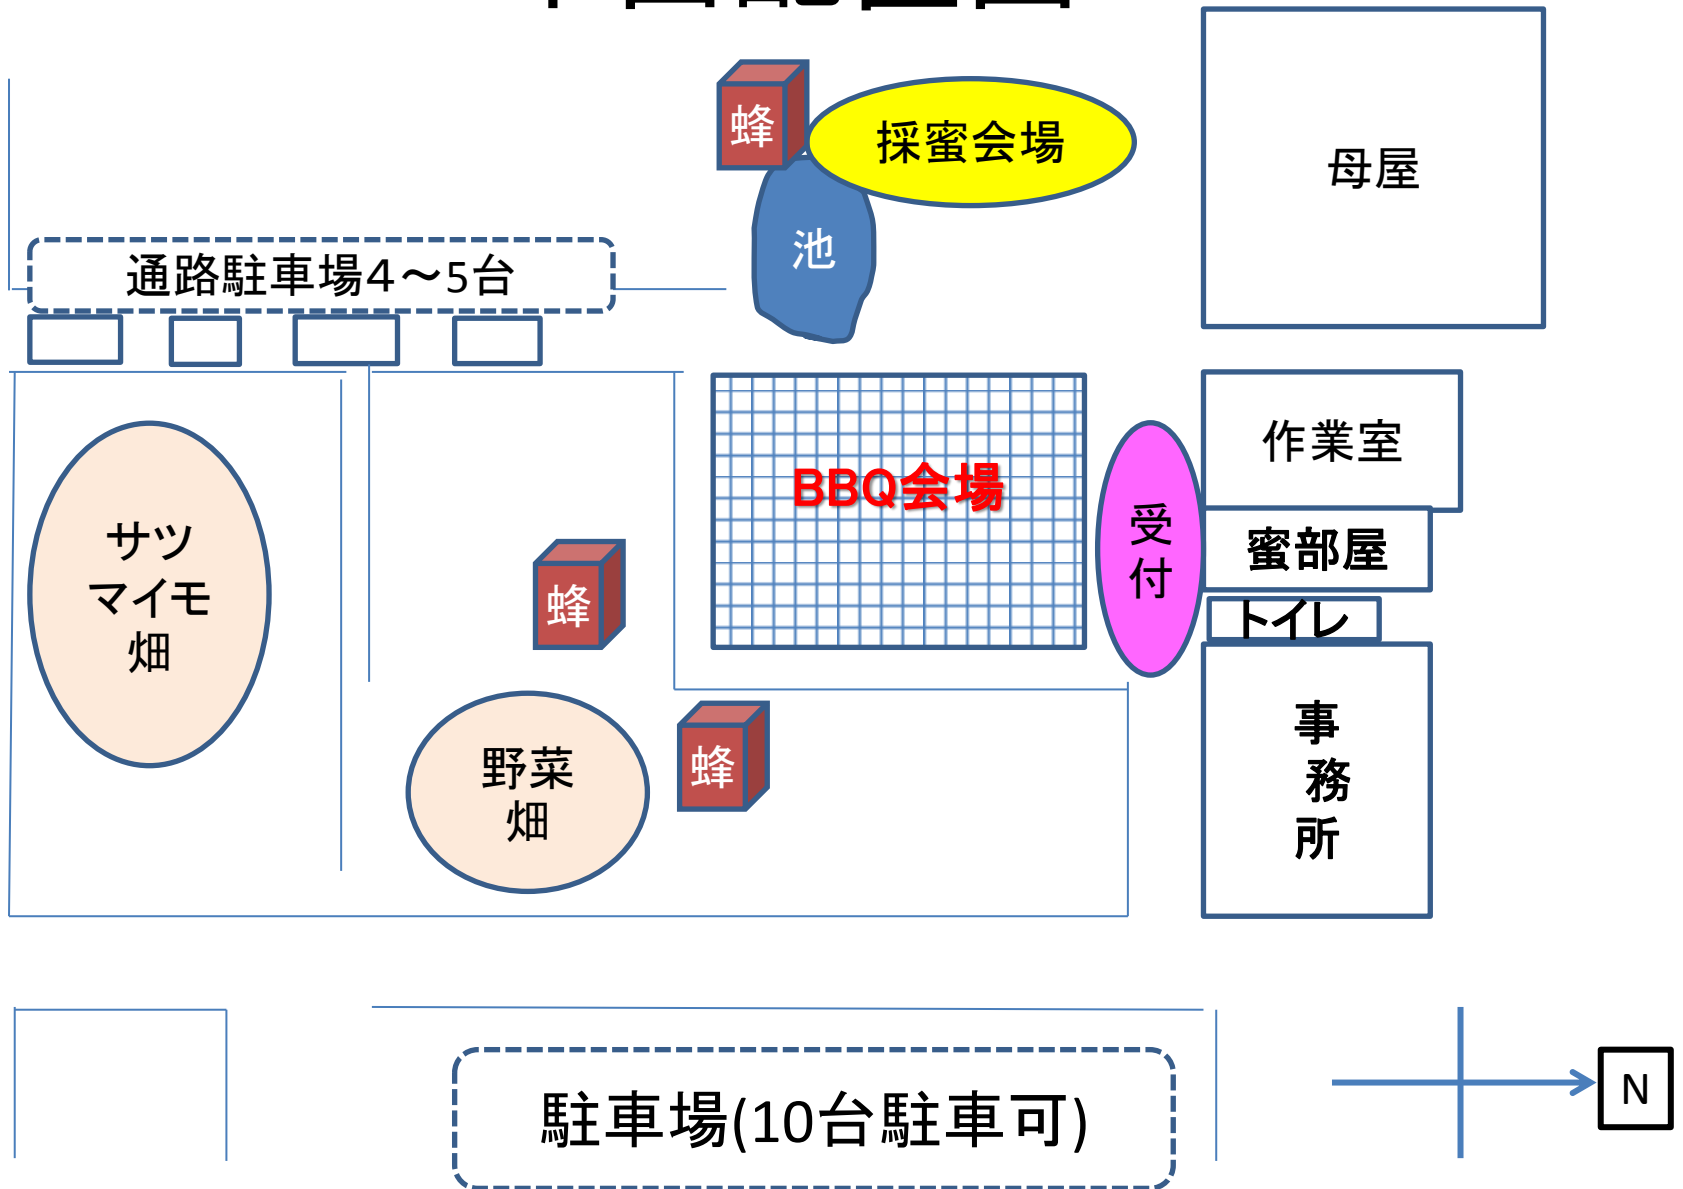 蜂
採蜜会場
母屋
池
通路駐車場４～5台
BBQ会場
作業室
受
付
蜜部屋
トイレ
サツ
マイモ
畑
蜂
事
務
所
野菜
畑
蜂
駐車場(10台駐車可)
N